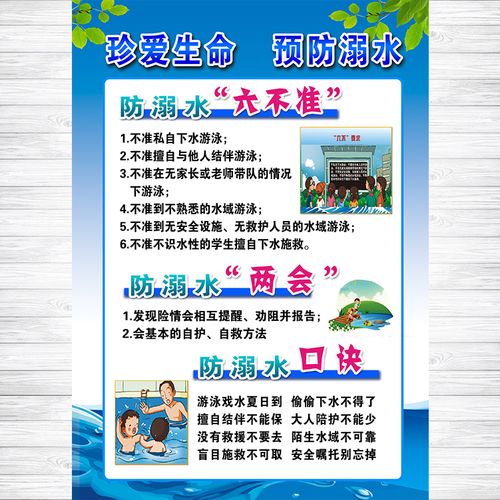 珍爱生命 预防溺水
防溺水“六不准”
1.不准私自下水游泳；
2.不准擅自与他人结伴游泳；
3.不准在无家长或老师带队的情况
下游泳；
4.不准到不熟悉的水域游泳；
5.不准到无安全设施、无救护人员的水域游泳；
6.不准不识水性的学生擅自下水施救。
“六不”规定
防溺水“两会”
1.发现险情会相互提醒、劝阻并报告；
2.会基本的自护、自救方法
防溺水 口诀
游泳戏水夏日到 偷偷下水不得了
擅自结伴不能保 大人陪护不能少
没有救援不要去 陌生水域不可靠
盲目施救不可取 安全嘱托别忘掉